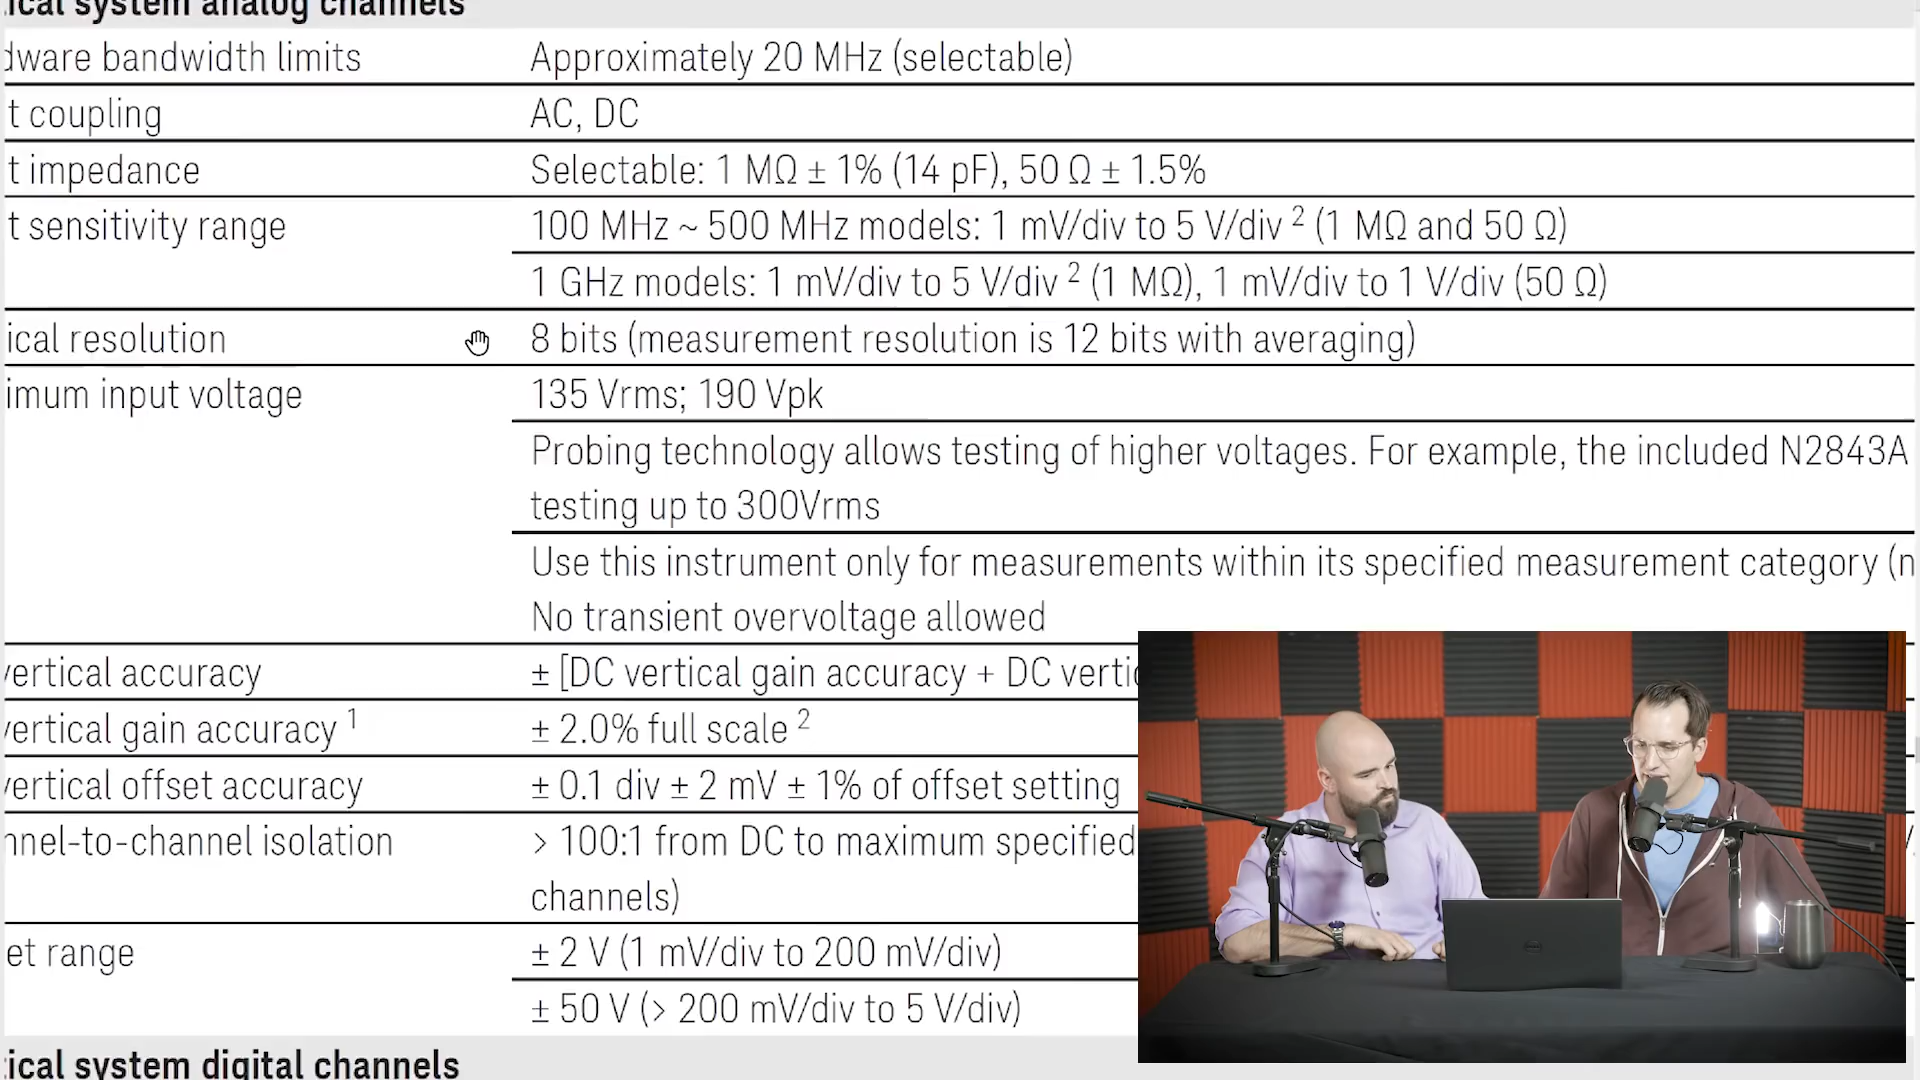 ical system analog channels
dware bandwidth limits Approximately 20 MHz (selectable)
t coupling AC, DC
t impedance Selectable: 1 MΩ ± 1% (14 pF), 50 Ω ± 1.5%
t sensitivity range 100 MHz ~ 500 MHz models: 1 mV/div to 5 V/div ² (1 MΩ and 50 Ω)
1 GHz models: 1 mV/div to 5 V/div ² (1 MΩ), 1 mV/div to 1 V/div (50 Ω)
ical resolution 8 bits (measurement resolution is 12 bits with averaging)
imum input voltage 135 Vrms; 190 Vpk
Probing technology allows testing of higher voltages. For example, the included N2843A
testing up to 300Vrms
Use this instrument only for measurements within its specified measurement category (n
No transient overvoltage allowed
vertical accuracy ± [DC vertical gain accuracy + DC vertic
vertical gain accuracy ¹ ± 2.0% full scale ²
vertical offset accuracy ± 0.1 div ± 2 mV ± 1% of offset setting
nnel-to-channel isolation > 100:1 from DC to maximum specified
channels)
et range ± 2 V (1 mV/div to 200 mV/div)
± 50 V (> 200 mV/div to 5 V/div)
ical system digital channels